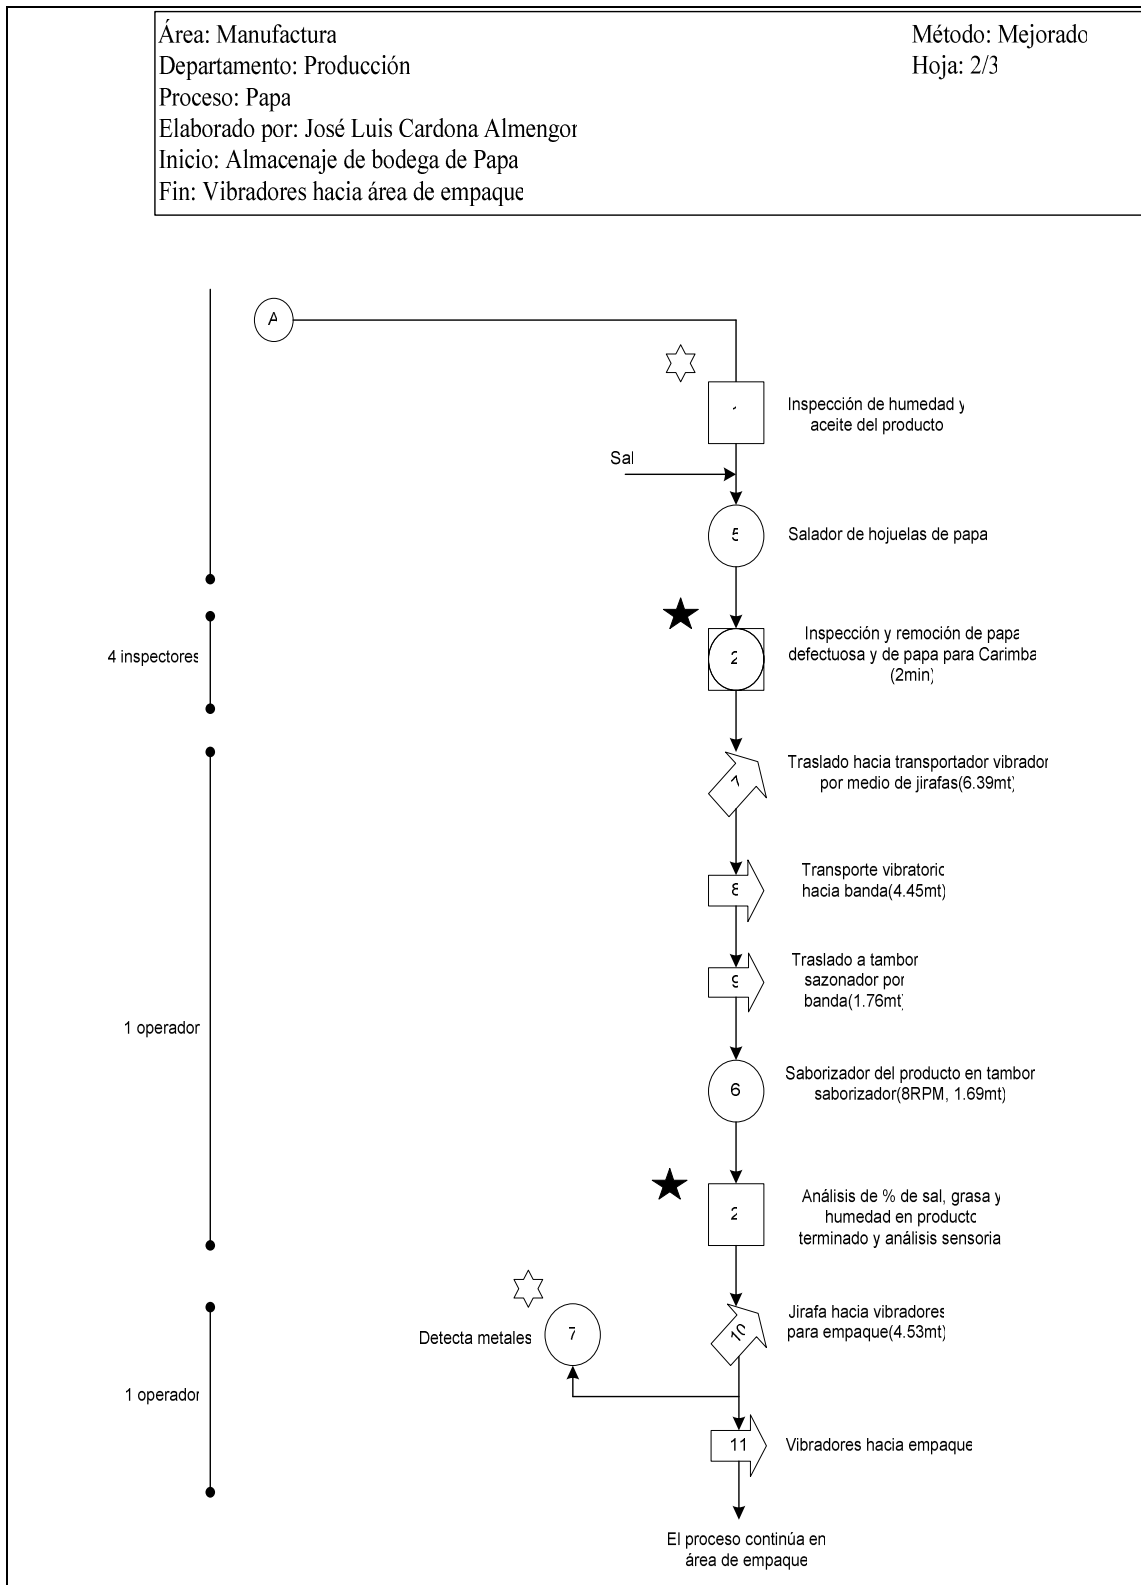 Área: Manufactura
Método: Mejorado
Departamento: Producción
Hoja: 2/3
Proceso: Papa
Elaborado por: José Luis Cardona Almengor
Inicio: Almacenaje de bodega de Papa
Fin: Vibradores hacia área de empaque
A
1
Inspección de humedad y
aceite del producto
Sal
5
Salador de hojuelas de papa
4 inspectores
2
Inspección y remoción de papa
defectuosa y de papa para Carimba
(2min)
7
Traslado hacia transportador vibrador
por medio de jirafas(6.39mt)
8
Transporte vibratorio
hacia banda(4.45mt)
9
Traslado a tambor
sazonador por
banda(1.76mt)
1 operador
6
Saborizador del producto en tambor
saborizador(8RPM, 1.69mt)
2
Análisis de % de sal, grasa y
humedad en producto
terminado y análisis sensorial
Detecta metales
7
10
Jirafa hacia vibradores
para empaque(4.53mt)
1 operador
11
Vibradores hacia empaque
El proceso continúa en
área de empaque